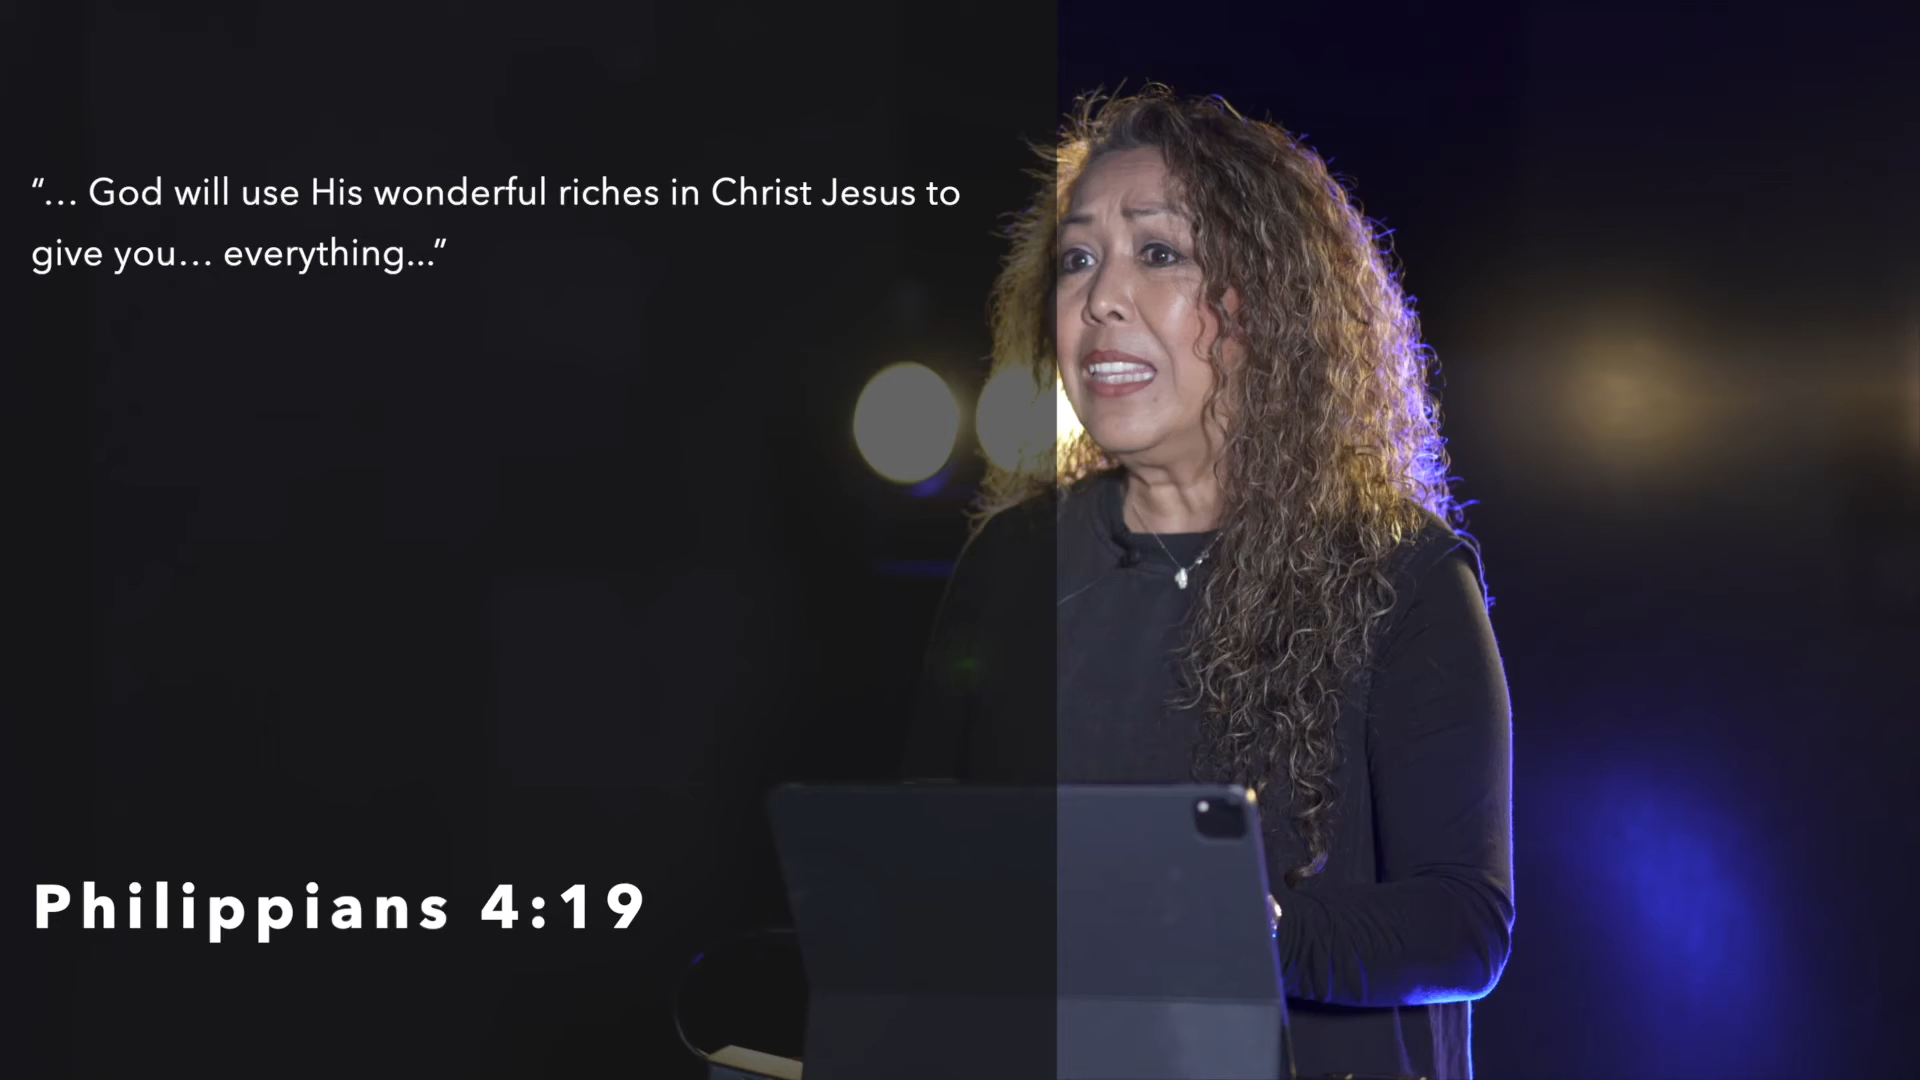 “… God will use His wonderful riches in Christ Jesus to
give you… everything...”
Philippians 4:19